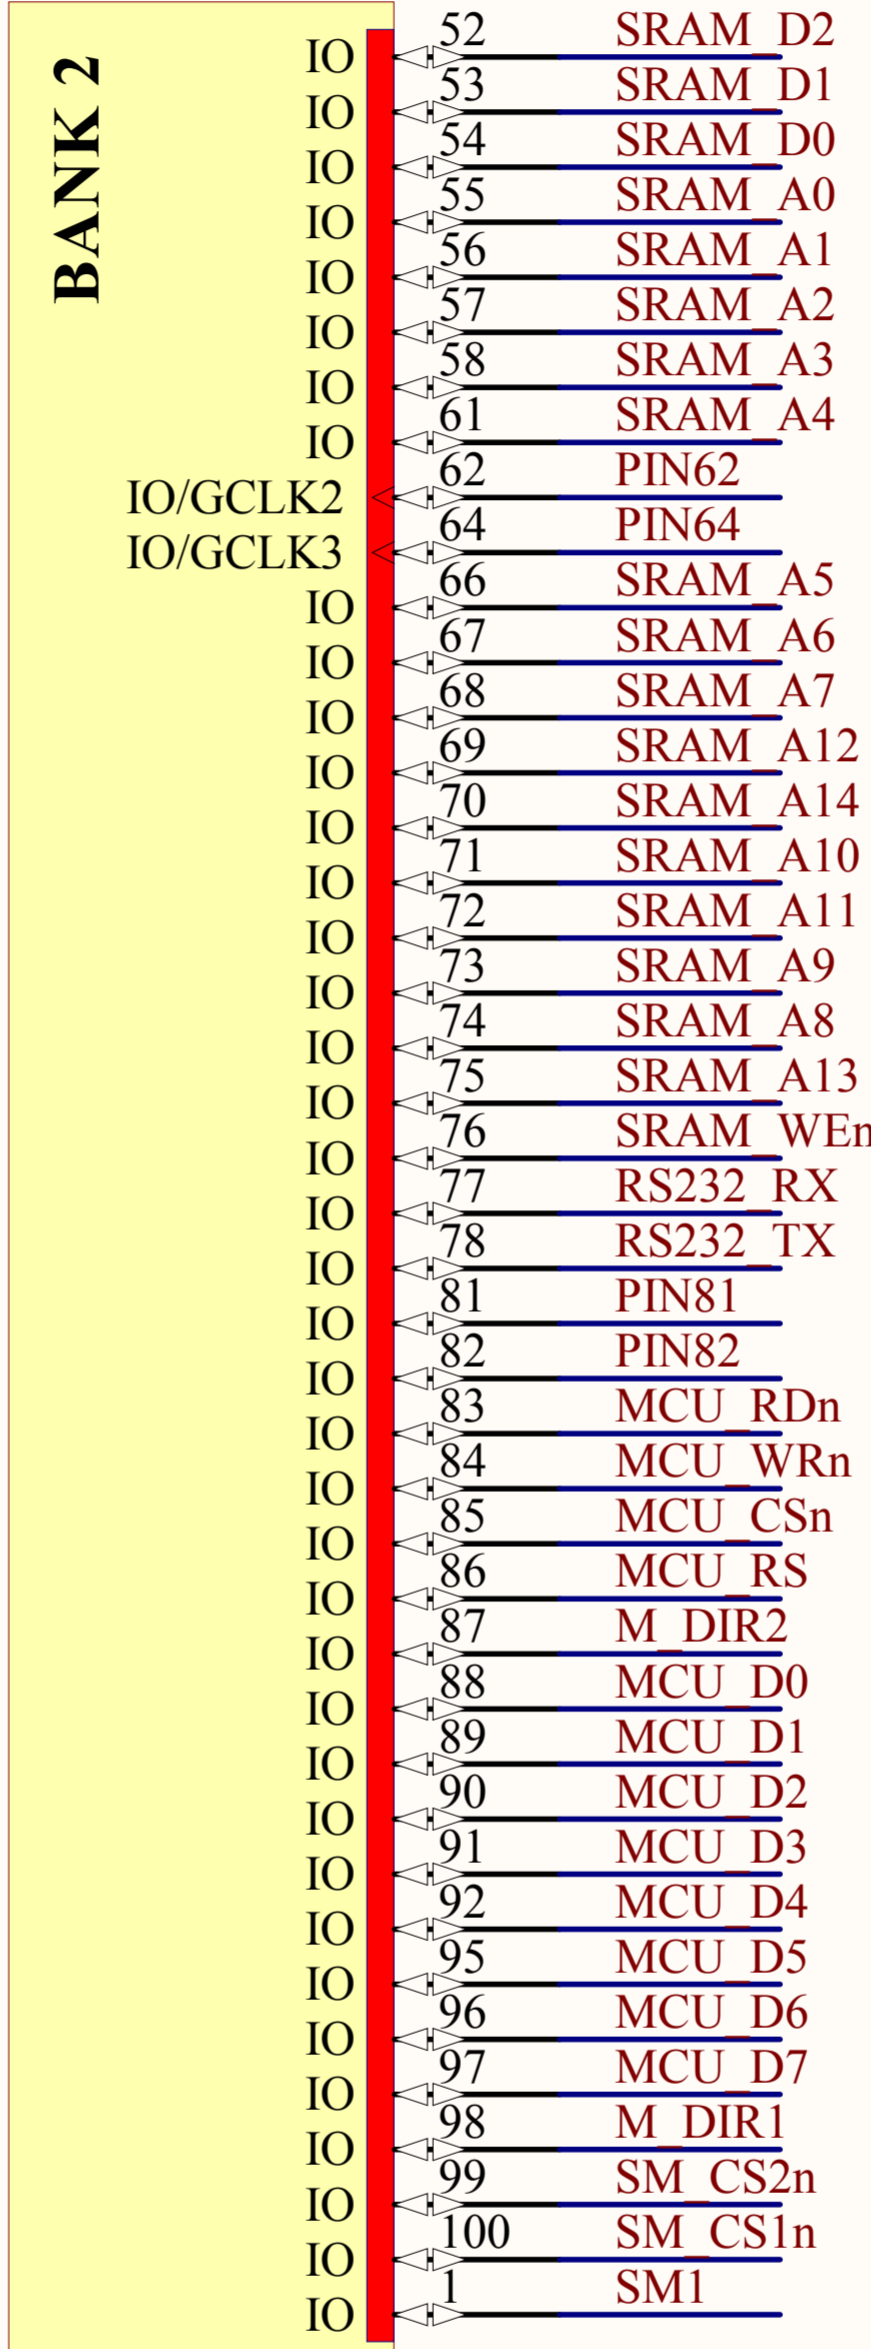 BANK 2
IO 52 SRAM_D2
IO 53 SRAM_D1
IO 54 SRAM_D0
IO 55 SRAM_A0
IO 56 SRAM_A1
IO 57 SRAM_A2
IO 58 SRAM_A3
IO 61 SRAM_A4
IO/GCLK2 62 PIN62
IO/GCLK3 64 PIN64
IO 66 SRAM_A5
IO 67 SRAM_A6
IO 68 SRAM_A7
IO 69 SRAM_A12
IO 70 SRAM_A14
IO 71 SRAM_A10
IO 72 SRAM_A11
IO 73 SRAM_A9
IO 74 SRAM_A8
IO 75 SRAM_A13
IO 76 SRAM_WEn
IO 77 RS232_RX
IO 78 RS232_TX
IO 81 PIN81
IO 82 PIN82
IO 83 MCU_RDn
IO 84 MCU_WRn
IO 85 MCU_CSn
IO 86 MCU_RS
IO 87 M_DIR2
IO 88 MCU_D0
IO 89 MCU_D1
IO 90 MCU_D2
IO 91 MCU_D3
IO 92 MCU_D4
IO 95 MCU_D5
IO 96 MCU_D6
IO 97 MCU_D7
IO 98 M_DIR1
IO 99 SM_CS2n
IO 100 SM_CS1n
IO 1 SM1